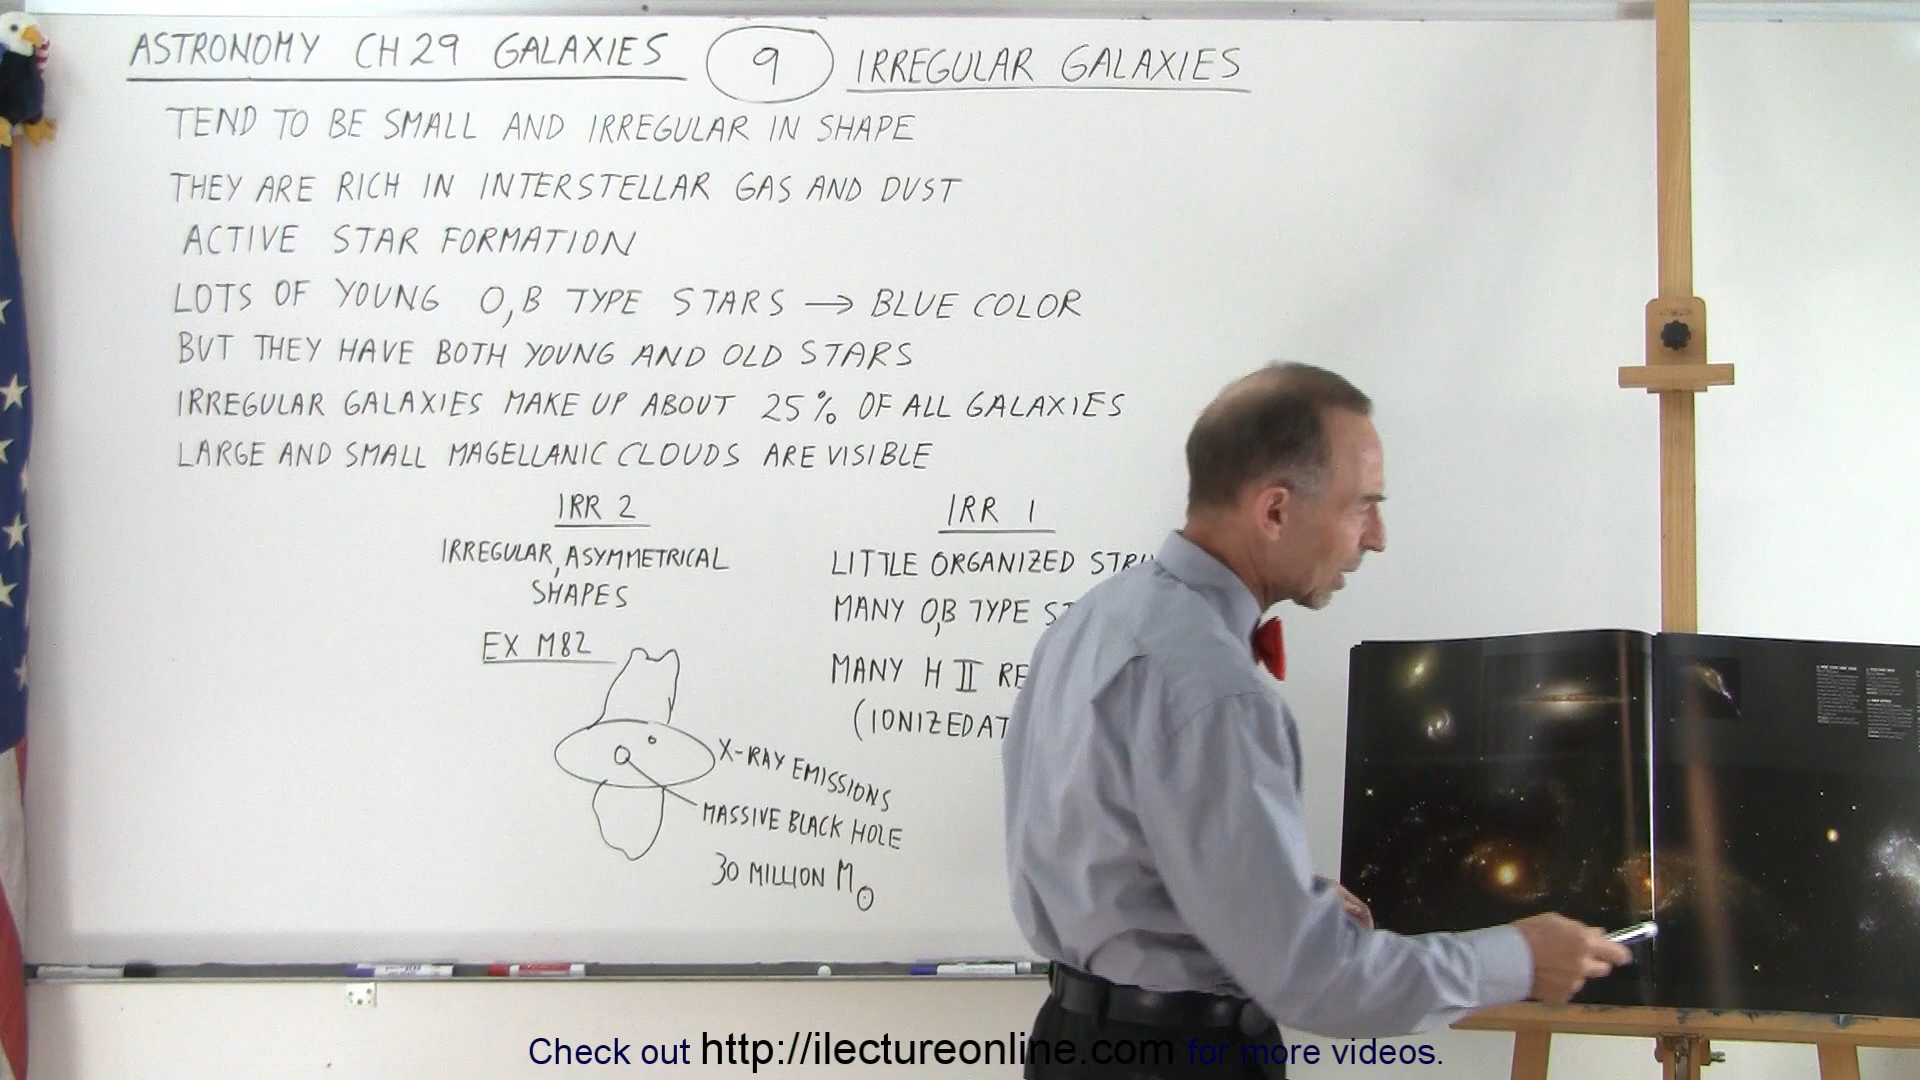 ASTRONOMY CH 29 GALAXIES 9 IRREGULAR GALAXIES
TEND TO BE SMALL AND IRREGULAR IN SHAPE
THEY ARE RICH IN INTERSTELLAR GAS AND DUST
ACTIVE STAR FORMATION
LOTS OF YOUNG O,B TYPE STARS → BLUE COLOR
BUT THEY HAVE BOTH YOUNG AND OLD STARS
IRREGULAR GALAXIES MAKE UP ABOUT 25% OF ALL GALAXIES
LARGE AND SMALL MAGELLANIC CLOUDS ARE VISIBLE
IRR 2
IRREGULAR, ASYMMETRICAL
SHAPES
EX M82
X-RAY EMISSIONS
MASSIVE BLACK HOLE
30 MILLION M☉
IRR 1
LITTLE ORGANIZED
MANY O,B TYPE
MANY H II
(IONIZED
Check out http://ilectureonline.com for more videos.